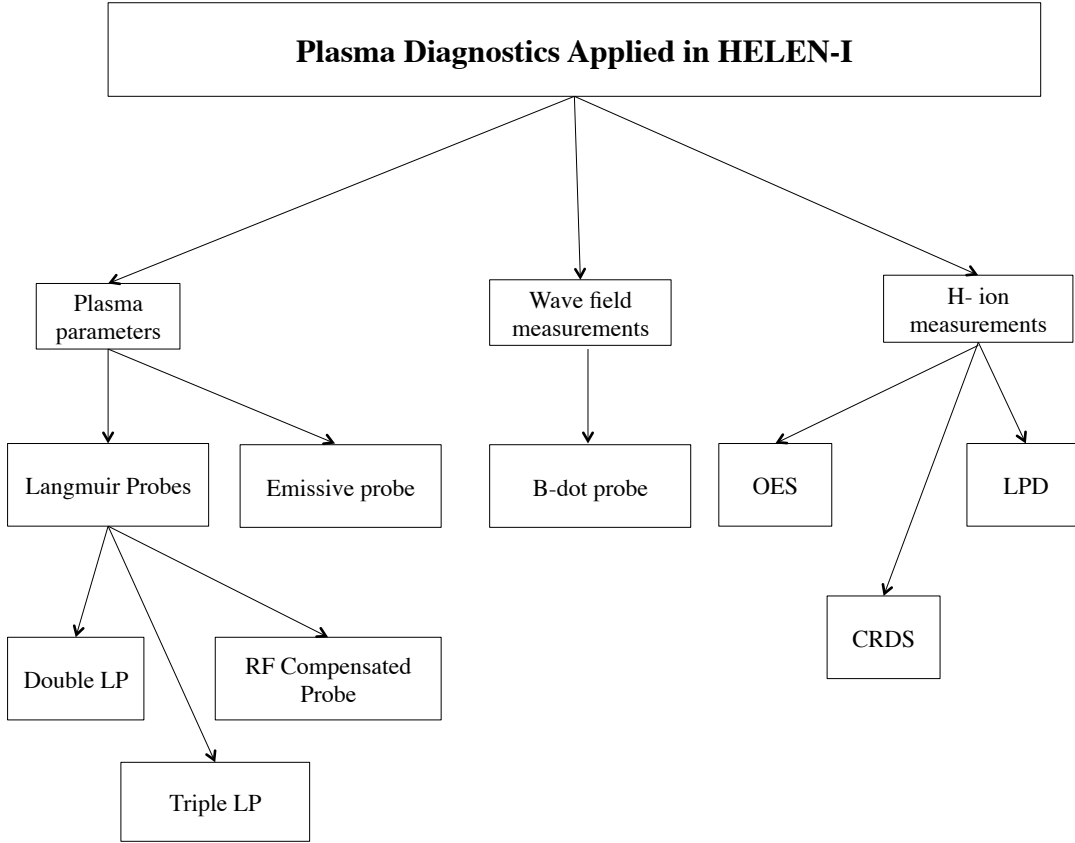 Plasma Diagnostics Applied in HELEN-I
Plasma
parameters
Wave field
measurements
H- ion
measurements
Langmuir Probes
Emissive probe
B-dot probe
OES
LPD
CRDS
Double LP
RF Compensated
Probe
Triple LP